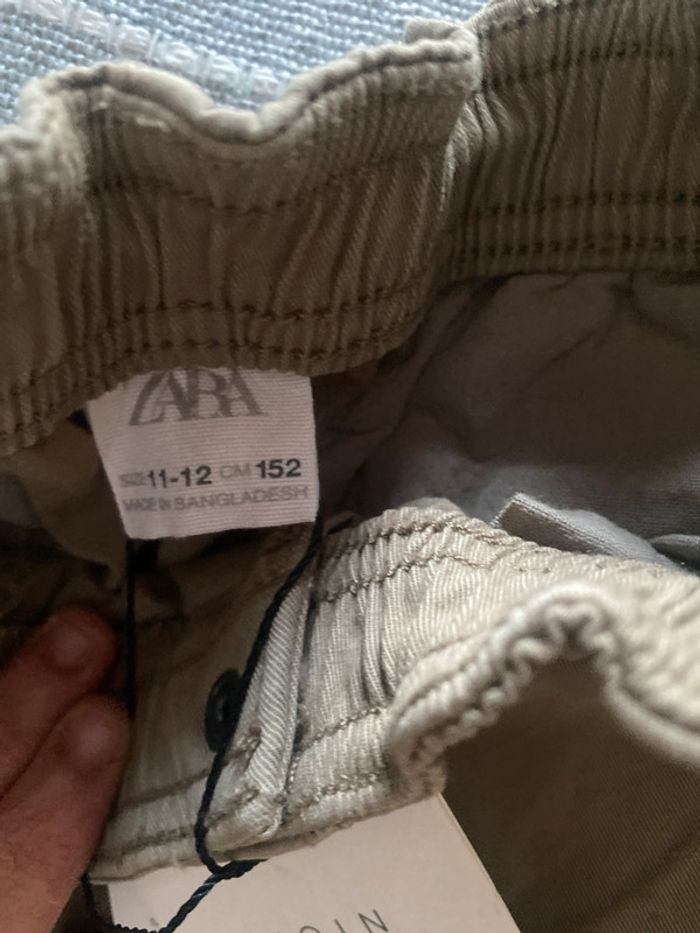 ZARA
SIZE 11-12 CM 152
MADE IN BANGLADESH